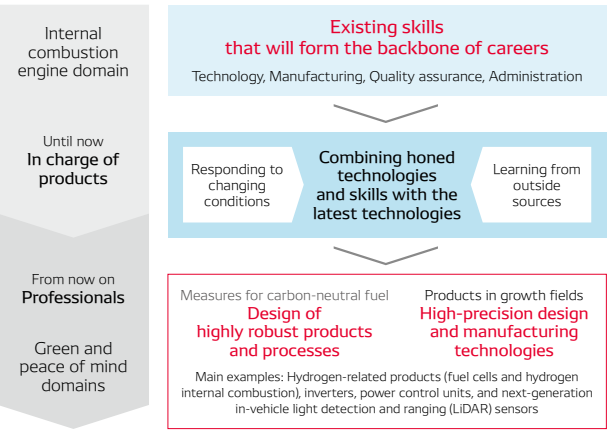 Internal
combustion
engine domain
Existing skills
that will form the backbone of careers
Technology, Manufacturing, Quality assurance, Administration
Until now
In charge of
products
Responding to
changing
conditions
Combining honed
technologies
and skills with the
latest technologies
Learning from
outside
sources
From now on
Professionals
Green and
peace of mind
domains
Measures for carbon-neutral fuel
Design of
highly robust products
and processes
Products in growth fields
High-precision design
and manufacturing
technologies
Main examples: Hydrogen-related products (fuel cells and hydrogen
internal combustion), inverters, power control units, and next-generation
in-vehicle light detection and ranging (LiDAR) sensors